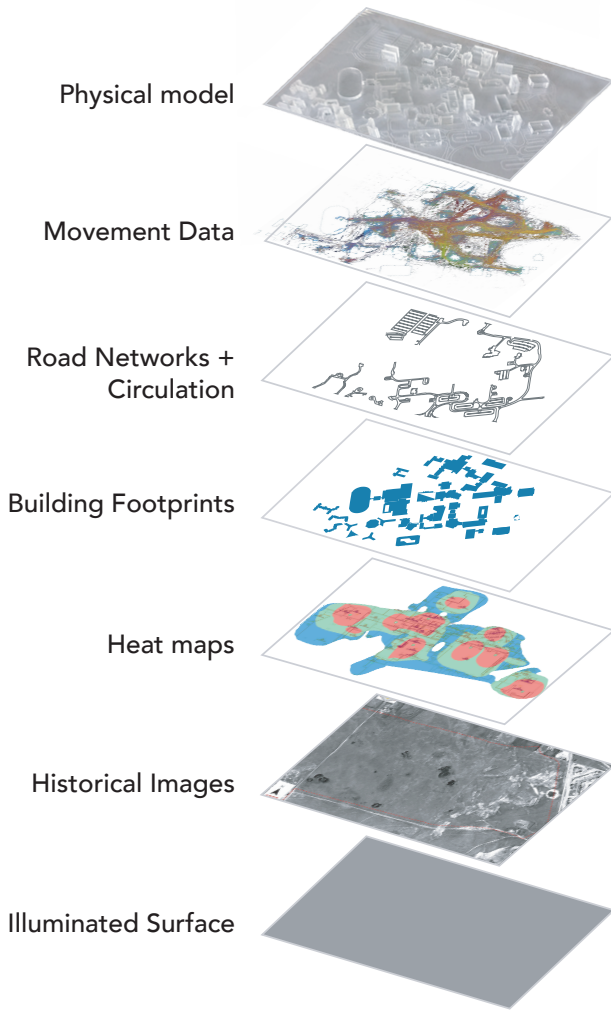 Physical model
Movement Data
Road Networks +
Circulation
Building Footprints
Heat maps
Historical Images
Illuminated Surface